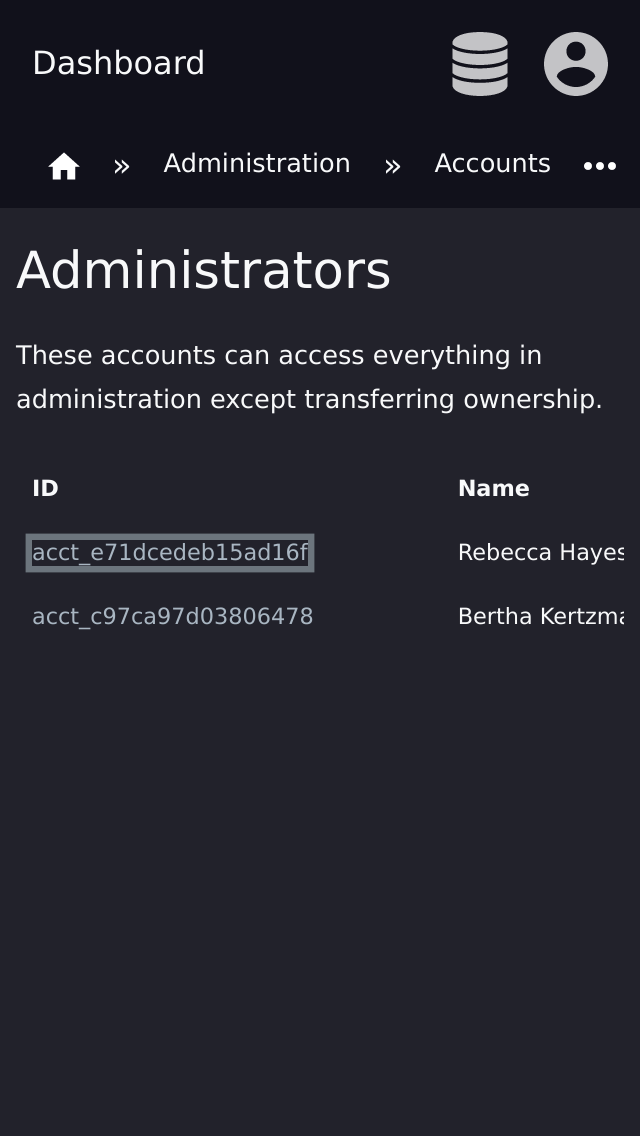 Dashboard
» Administration » Accounts •••
Administrators
These accounts can access everything in
administration except transferring ownership.
ID Name
acct_e71dcedeb15ad16f Rebecca Hayes
acct_c97ca97d03806478 Bertha Kertzma